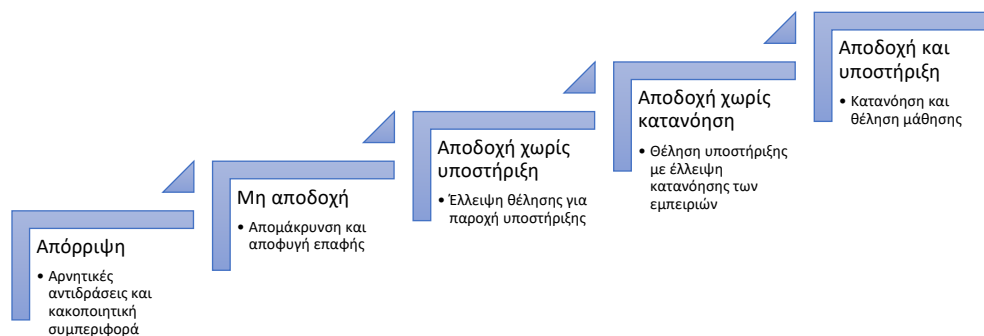 Απόρριψη
• Αρνητικές
αντιδράσεις και
κακοποιητική
συμπεριφορά
Μη αποδοχή
• Απομάκρυνση και
αποφυγή επαφής
Αποδοχή χωρίς
υποστήριξη
• Έλλειψη θέλησης για
παροχή υποστήριξης
Αποδοχή χωρίς
κατανόηση
• Θέληση υποστήριξης
με έλλειψη
κατανόησης των
εμπειριών
Αποδοχή και
υποστήριξη
• Κατανόηση και
θέληση μάθησης